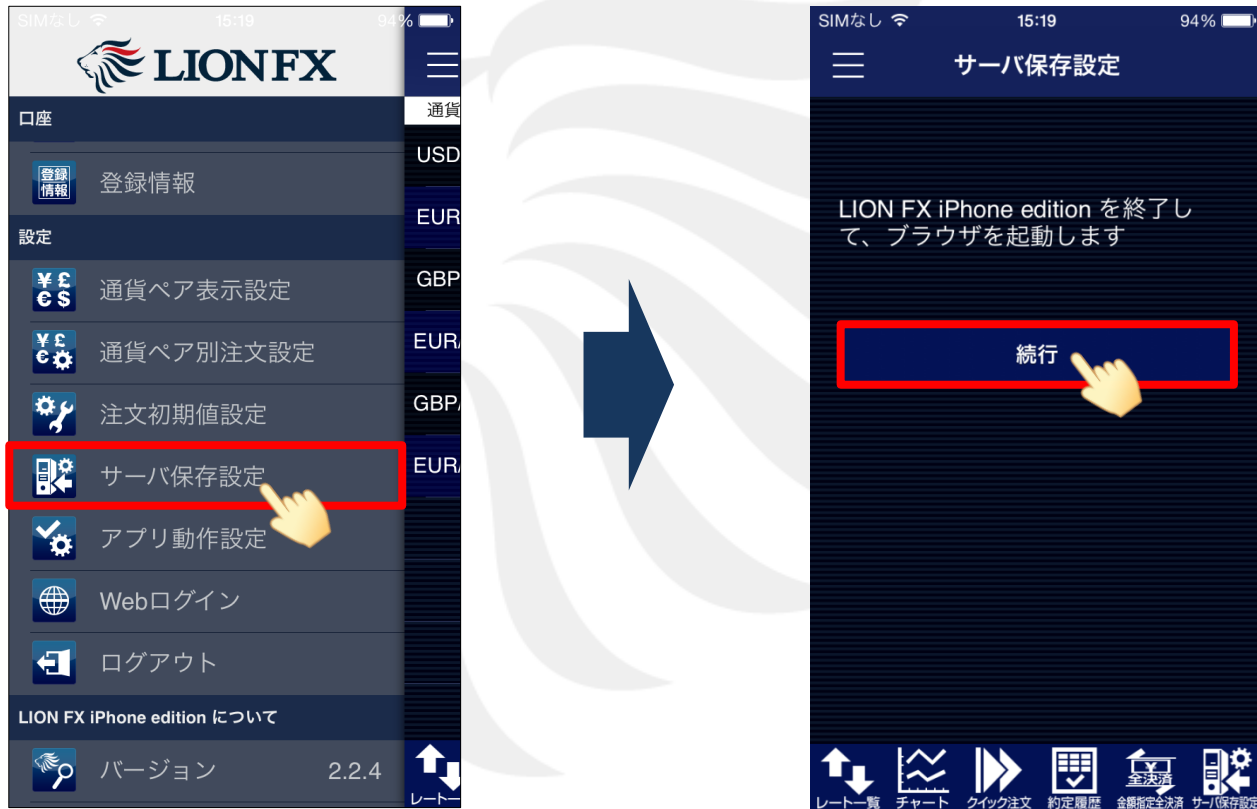 SIMなし 15:19 94%
LION FX
口座
登録
情報
登録情報
設定
¥ £
€ $
通貨ペア表示設定
¥ £
€
通貨ペア別注文設定
注文初期値設定
サーバ保存設定
アプリ動作設定
Webログイン
ログアウト
LION FX iPhone edition について
バージョン 2.2.4
通貨
USD
EUR
GBP
EUR/
GBP/
EUR/
レート一
SIMなし 15:19 94%
サーバ保存設定
LION FX iPhone edition を終了し
て、ブラウザを起動します
続行
¥
全決済
レート一覧 チャート クイック注文 約定履歴 金額指定全決済 サーバ保存設定